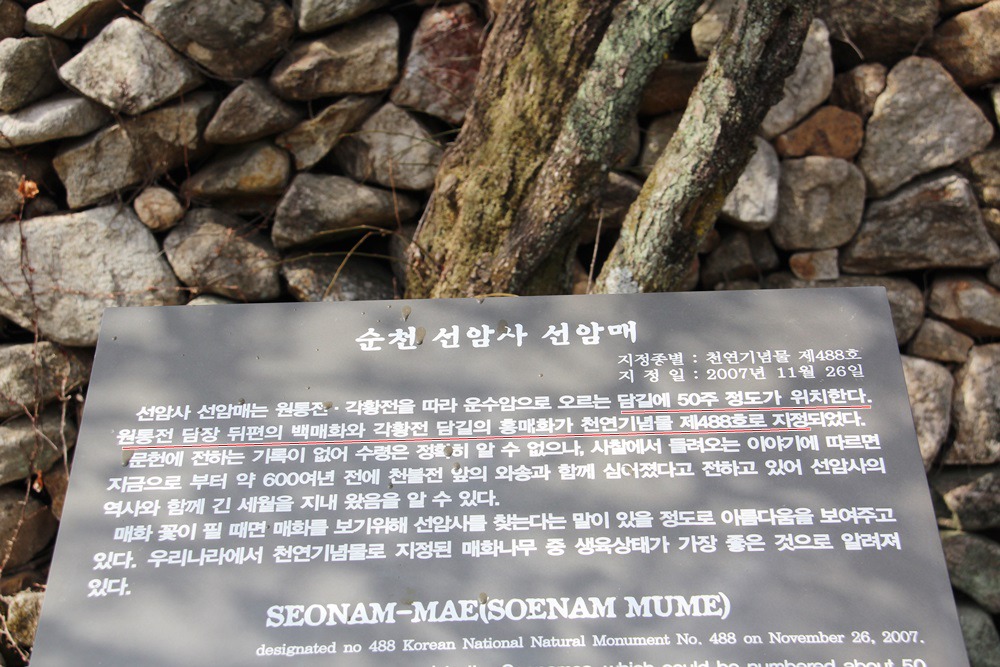 순천 선암사 선암매
지정종별 : 천연기념물 제488호
지 정 일 : 2007년 11월 26일
선암사 선암매는 원통전 · 각황전을 따라 운수암으로 오르는 담길에 50주 정도가 위치한다.
원통전 담장 뒤편의 백매화와 각황전 담길의 홍매화가 천연기념물 제488호로 지정되었다.
문헌에 전하는 기록이 없어 수령은 정확히 알 수 없으나, 사찰에서 들려오는 이야기에 따르면
지금으로 부터 약 600여년 전에 천불전 앞의 와송과 함께 심어졌다고 전하고 있어 선암사의
역사와 함께 긴 세월을 지내 왔음을 알 수 있다.
매화 꽃이 필 때면 매화를 보기위해 선암사를 찾는다는 말이 있을 정도로 아름다움을 보여주고
있다. 우리나라에서 천연기념물로 지정된 매화나무 중 생육상태가 가장 좋은 것으로 알려져
있다.
SEONAM-MAE(SOENAM MUME)
designated no 488 Korean National Natural Monument No. 488 on November 26, 2007.
which could be numbered about 50